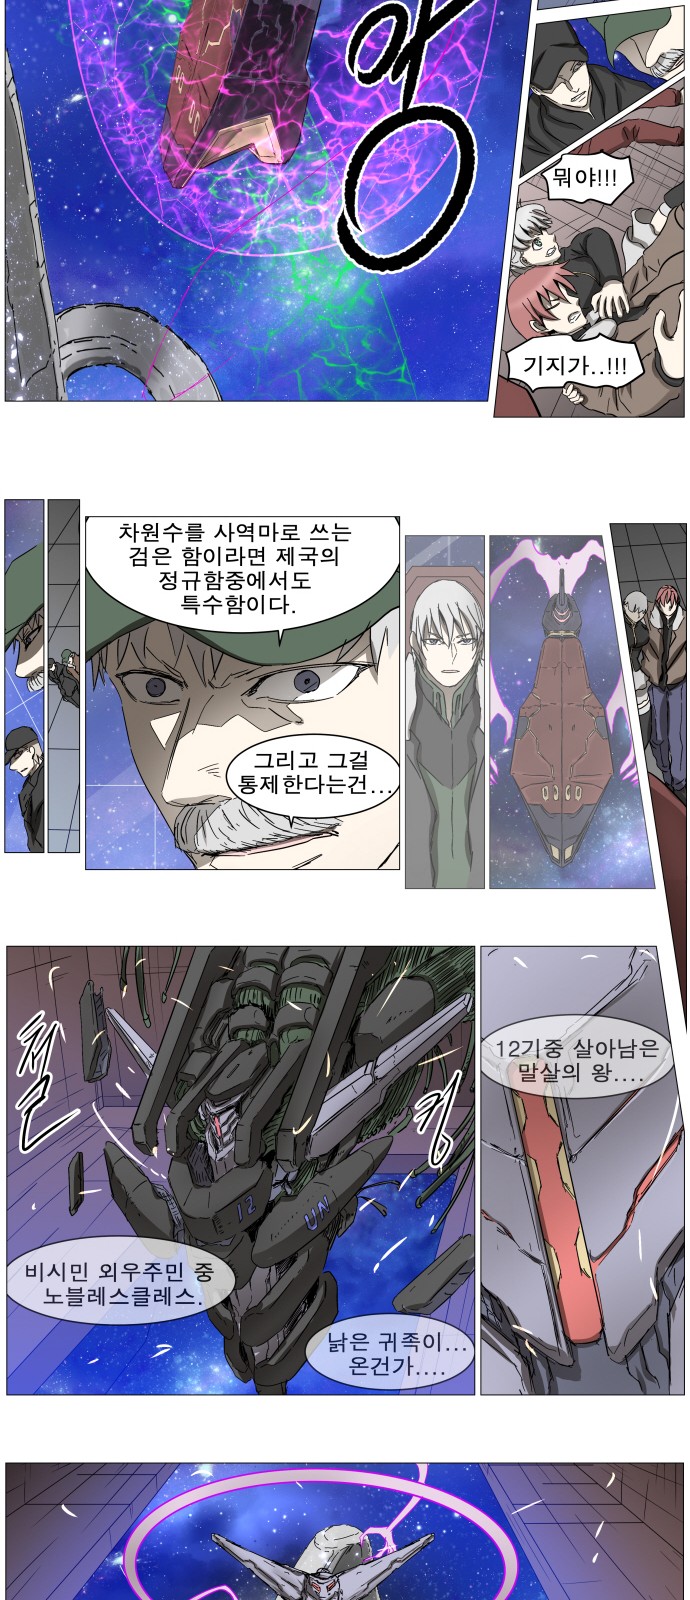 야
뭐야!!!
기지가..!!!
차원수를 사역마로 쓰는
검은 함이라면 제국의
정규함중에서도
특수함이다.
그리고 그걸
통제한다는건...
철
컹
12
UN
12기중 살아남은
말살의 왕....
비시민 외우주민 중
노블레스클레스.
낡은 귀족이...
온건가....